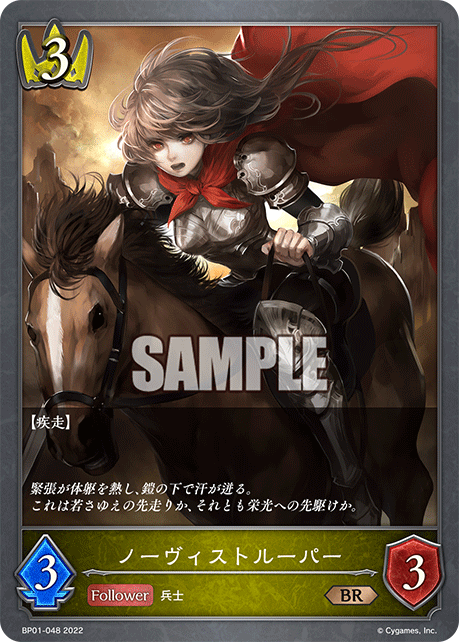 3
SAMPLE
【疾走】
緊張が体躯を熱し、鎧の下で汗が迸る。
これは若さゆえの先走りか、それとも栄光への先駆けか。
ノーヴィストルーパー
3
Follower 兵士
BR
3
BP01-048 2022
© Cygames, Inc.